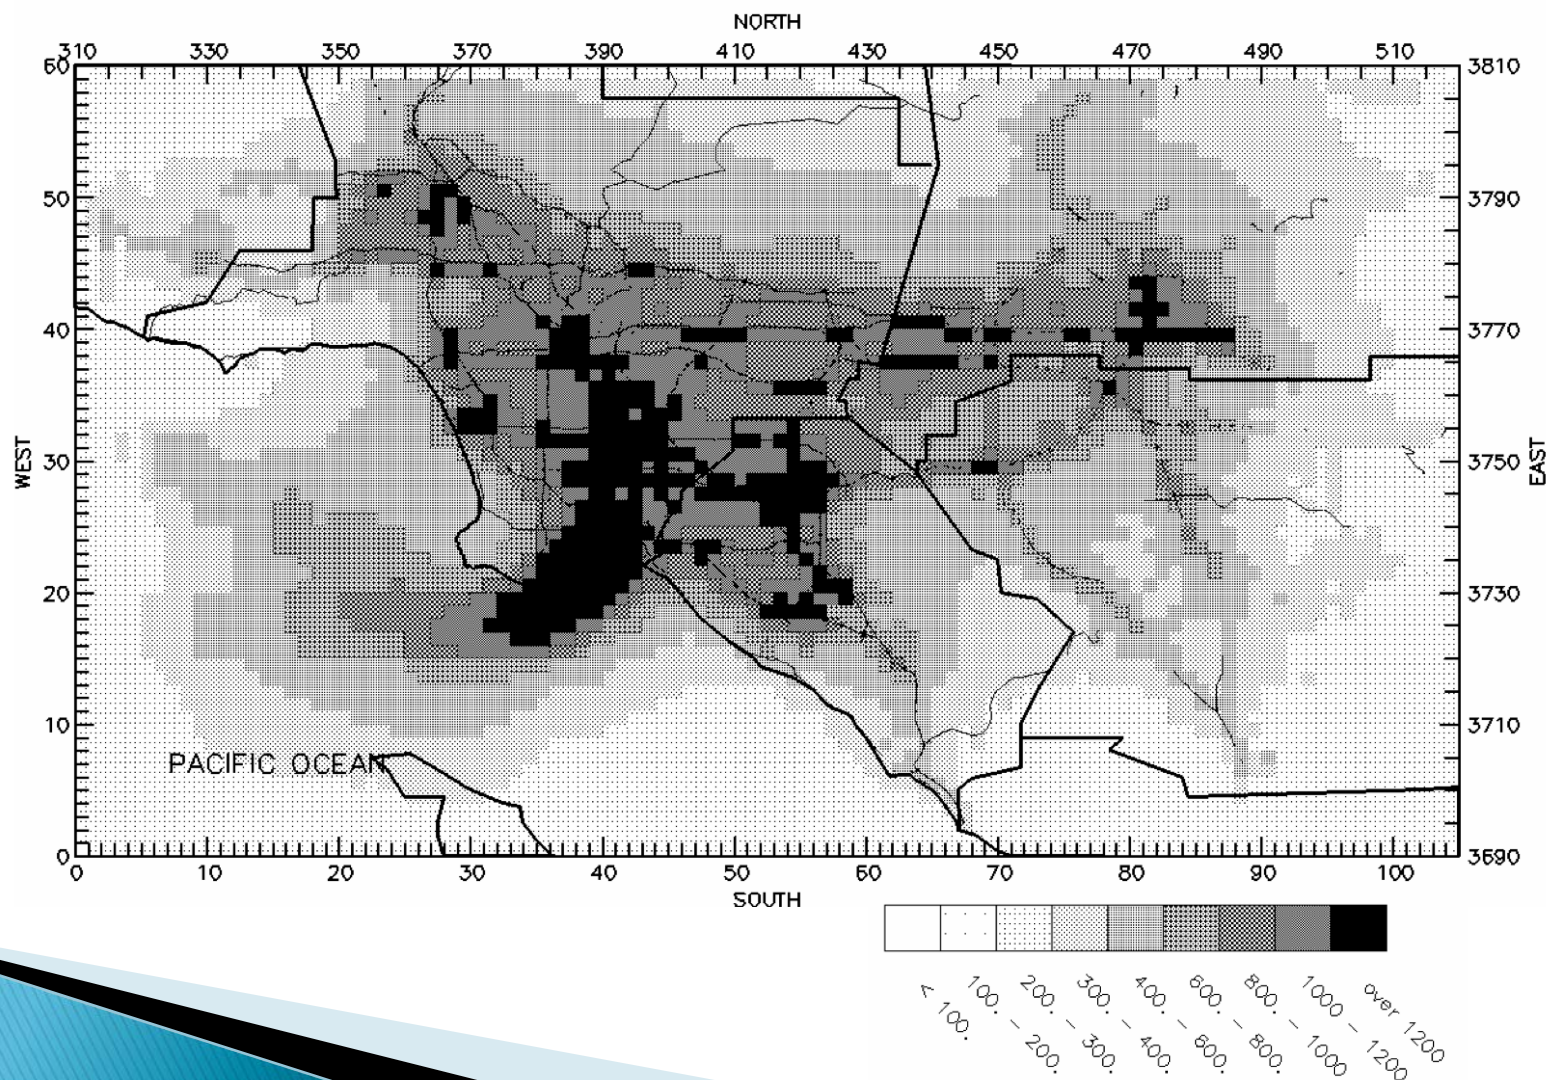 NORTH
310 330 350 370 390 410 430 450 470 490 510
60 3810
50 3790
40 3770
WEST 30 3750 EAST
20 3730
10 3710
PACIFIC OCEAN
0 3690
0 10 20 30 40 50 60 70 80 90 100
SOUTH
< 100.
100. - 200.
200. - 300.
300. - 400.
400. - 600.
600. - 800.
800. - 1000
1000 - 1200
over 1200